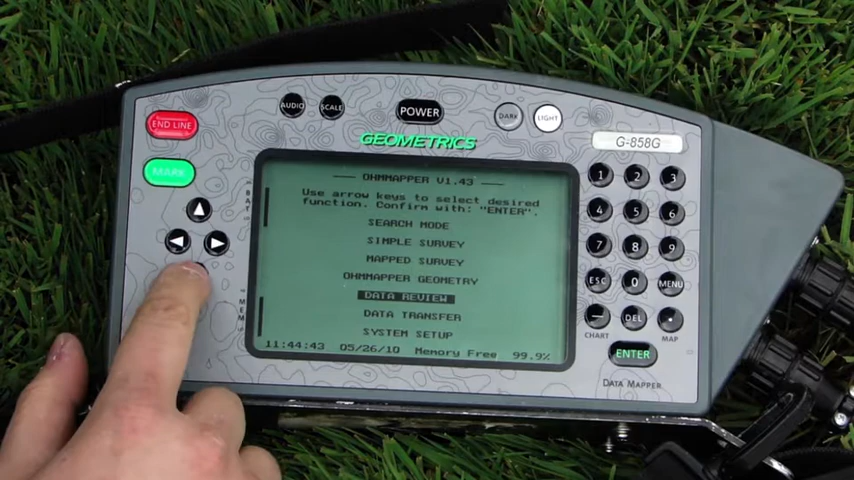 AUDIO
SCALE
POWER
DARK
LIGHT
END LINE
GEOMETRICS
G-858G
MARK
OHMMAPPER V1.43
Use arrow keys to select desired
function. Confirm with: "ENTER".
SEARCH MODE
SIMPLE SURVEY
MAPPED SURVEY
OHMMAPPER GEOMETRY
DATA REVIEW
DATA TRANSFER
SYSTEM SETUP
11:44:43 05/26/10 Memory Free 99.9%
BAT
MEM
1 2 3
4 5 6
7 8 9
ESC 0 MENU
— DEL .
CHART MAP
ENTER
DATA MAPPER